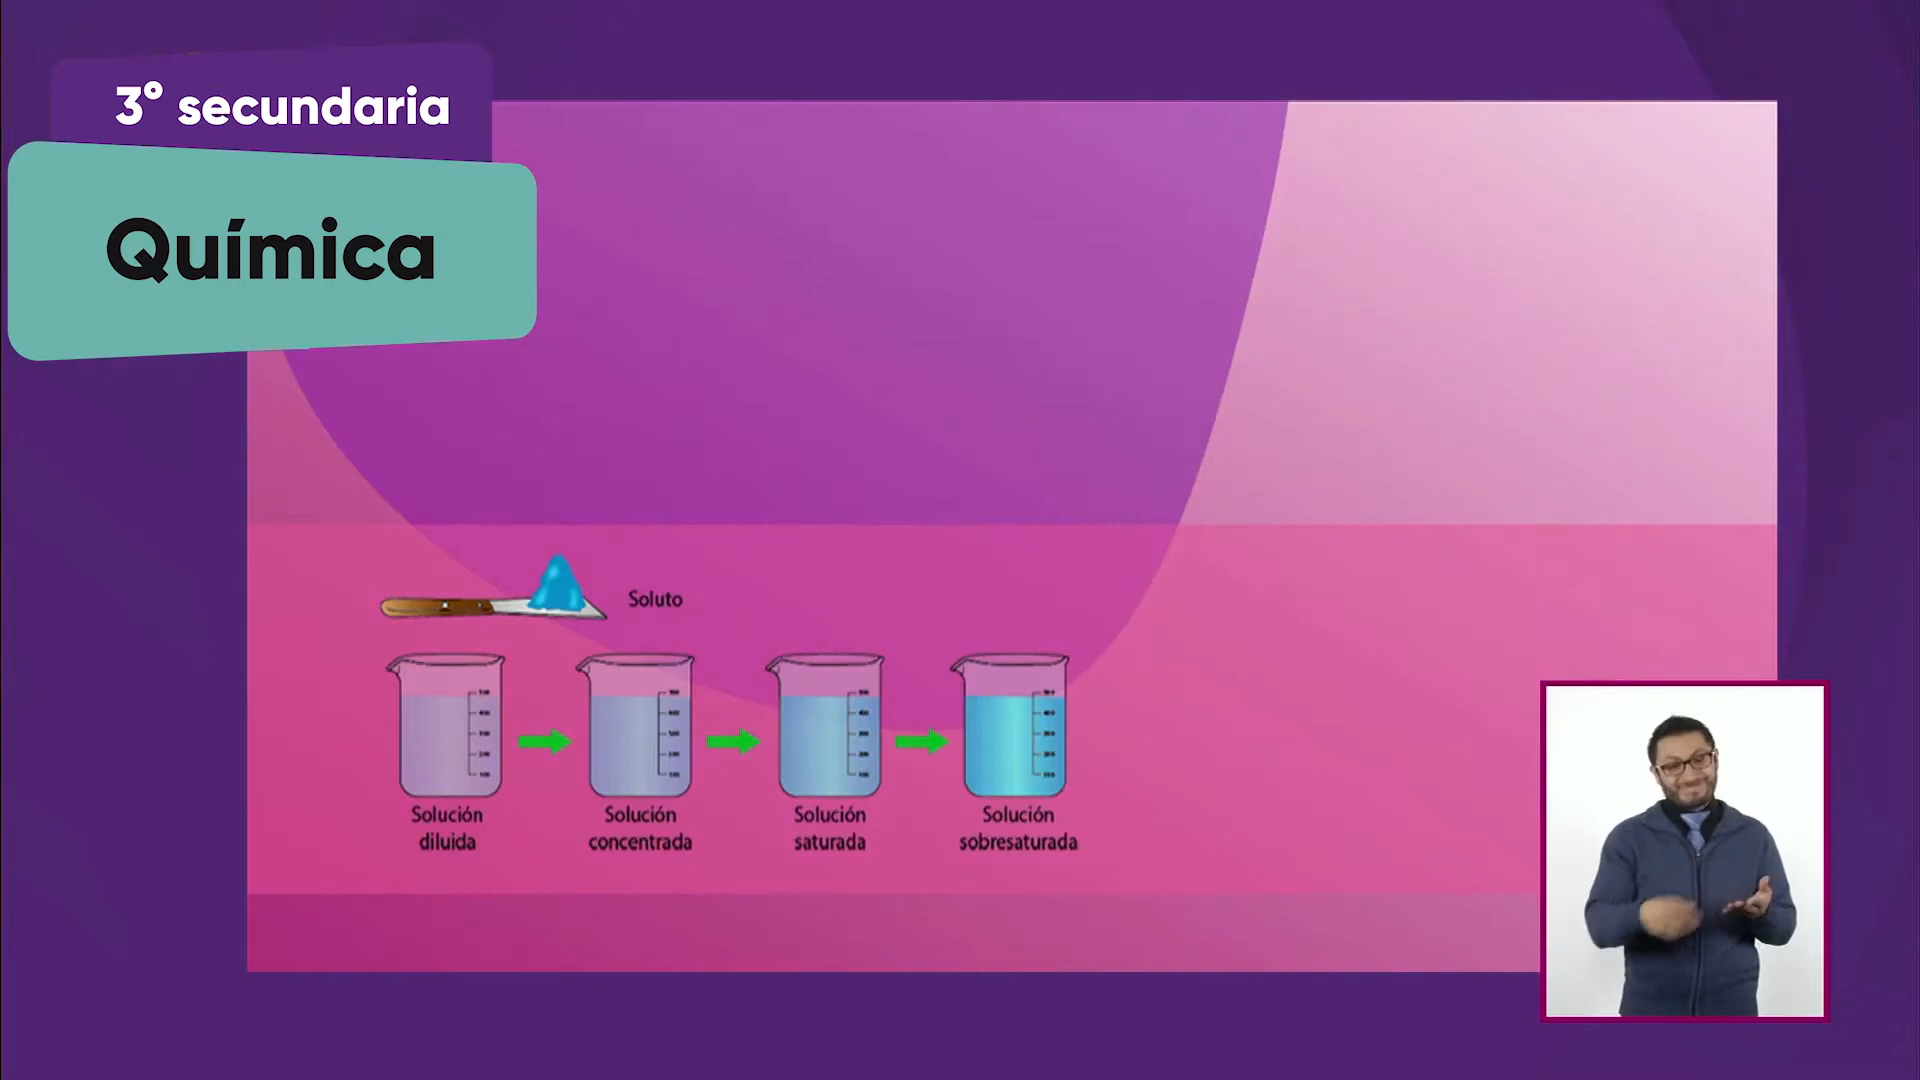 3° secundaria
Química
Soluto
Solución
diluida
Solución
concentrada
Solución
saturada
Solución
sobresaturada